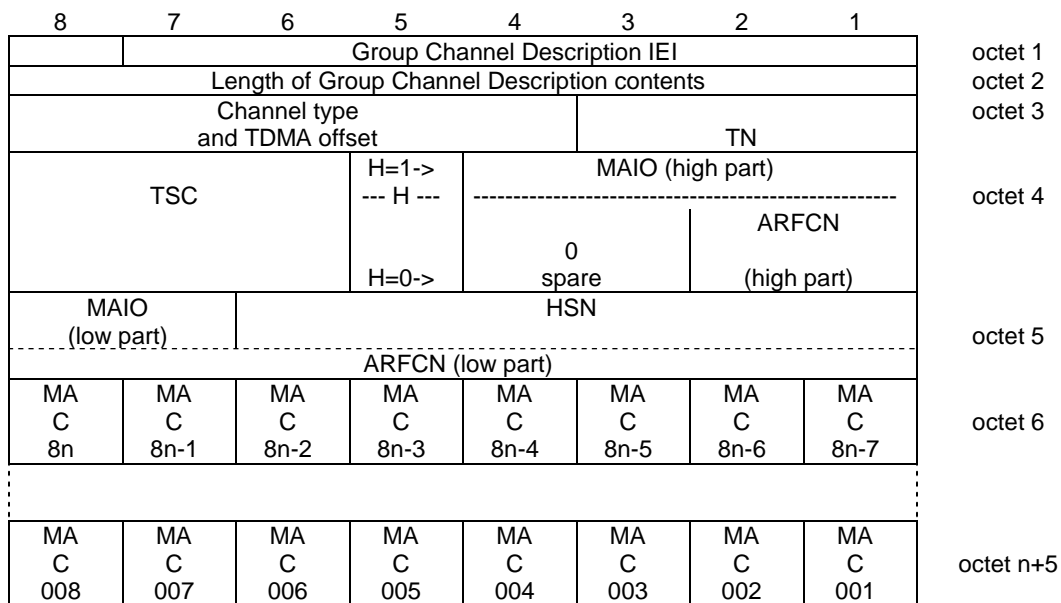 8 7 6 5 4 3 2 1
Group Channel Description IEI octet 1
Length of Group Channel Description contents octet 2
Channel type octet 3
and TDMA offset TN
H=1-> MAIO (high part)
TSC --- H --- ------------------------------------------------------ octet 4
ARFCN
0
H=0-> spare (high part)
MAIO HSN
(low part) octet 5
ARFCN (low part)
MA MA MA MA MA MA MA MA
C C C C C C C C octet 6
8n 8n-1 8n-2 8n-3 8n-4 8n-5 8n-6 8n-7
MA MA MA MA MA MA MA MA
C C C C C C C C octet n+5
008 007 006 005 004 003 002 001